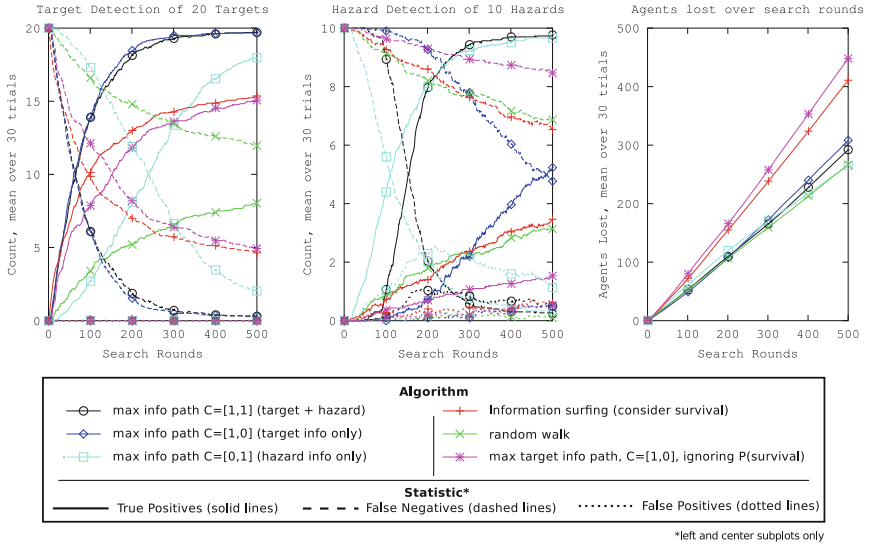 Target Detection of 20 Targets
Hazard Detection of 10 Hazards
Agents lost over search rounds
Count, mean over 30 trials
20
15
10
5
0
0 100 200 300 400 500
Search Rounds
Count, mean over 30 trials
10
8
6
4
2
0
0 100 200 300 400 500
Search Rounds
Agents Lost, mean over 30 trials
500
400
300
200
100
0
0 100 200 300 400 500
Search Rounds
Algorithm
max info path C=[1,1] (target + hazard)
max info path C=[1,0] (target info only)
max info path C=[0,1] (hazard info only)
Information surfing (consider survival)
random walk
max target info path, C=[1,0], ignoring P(survival)
Statistic*
True Positives (solid lines)
False Negatives (dashed lines)
False Positives (dotted lines)
*left and center subplots only